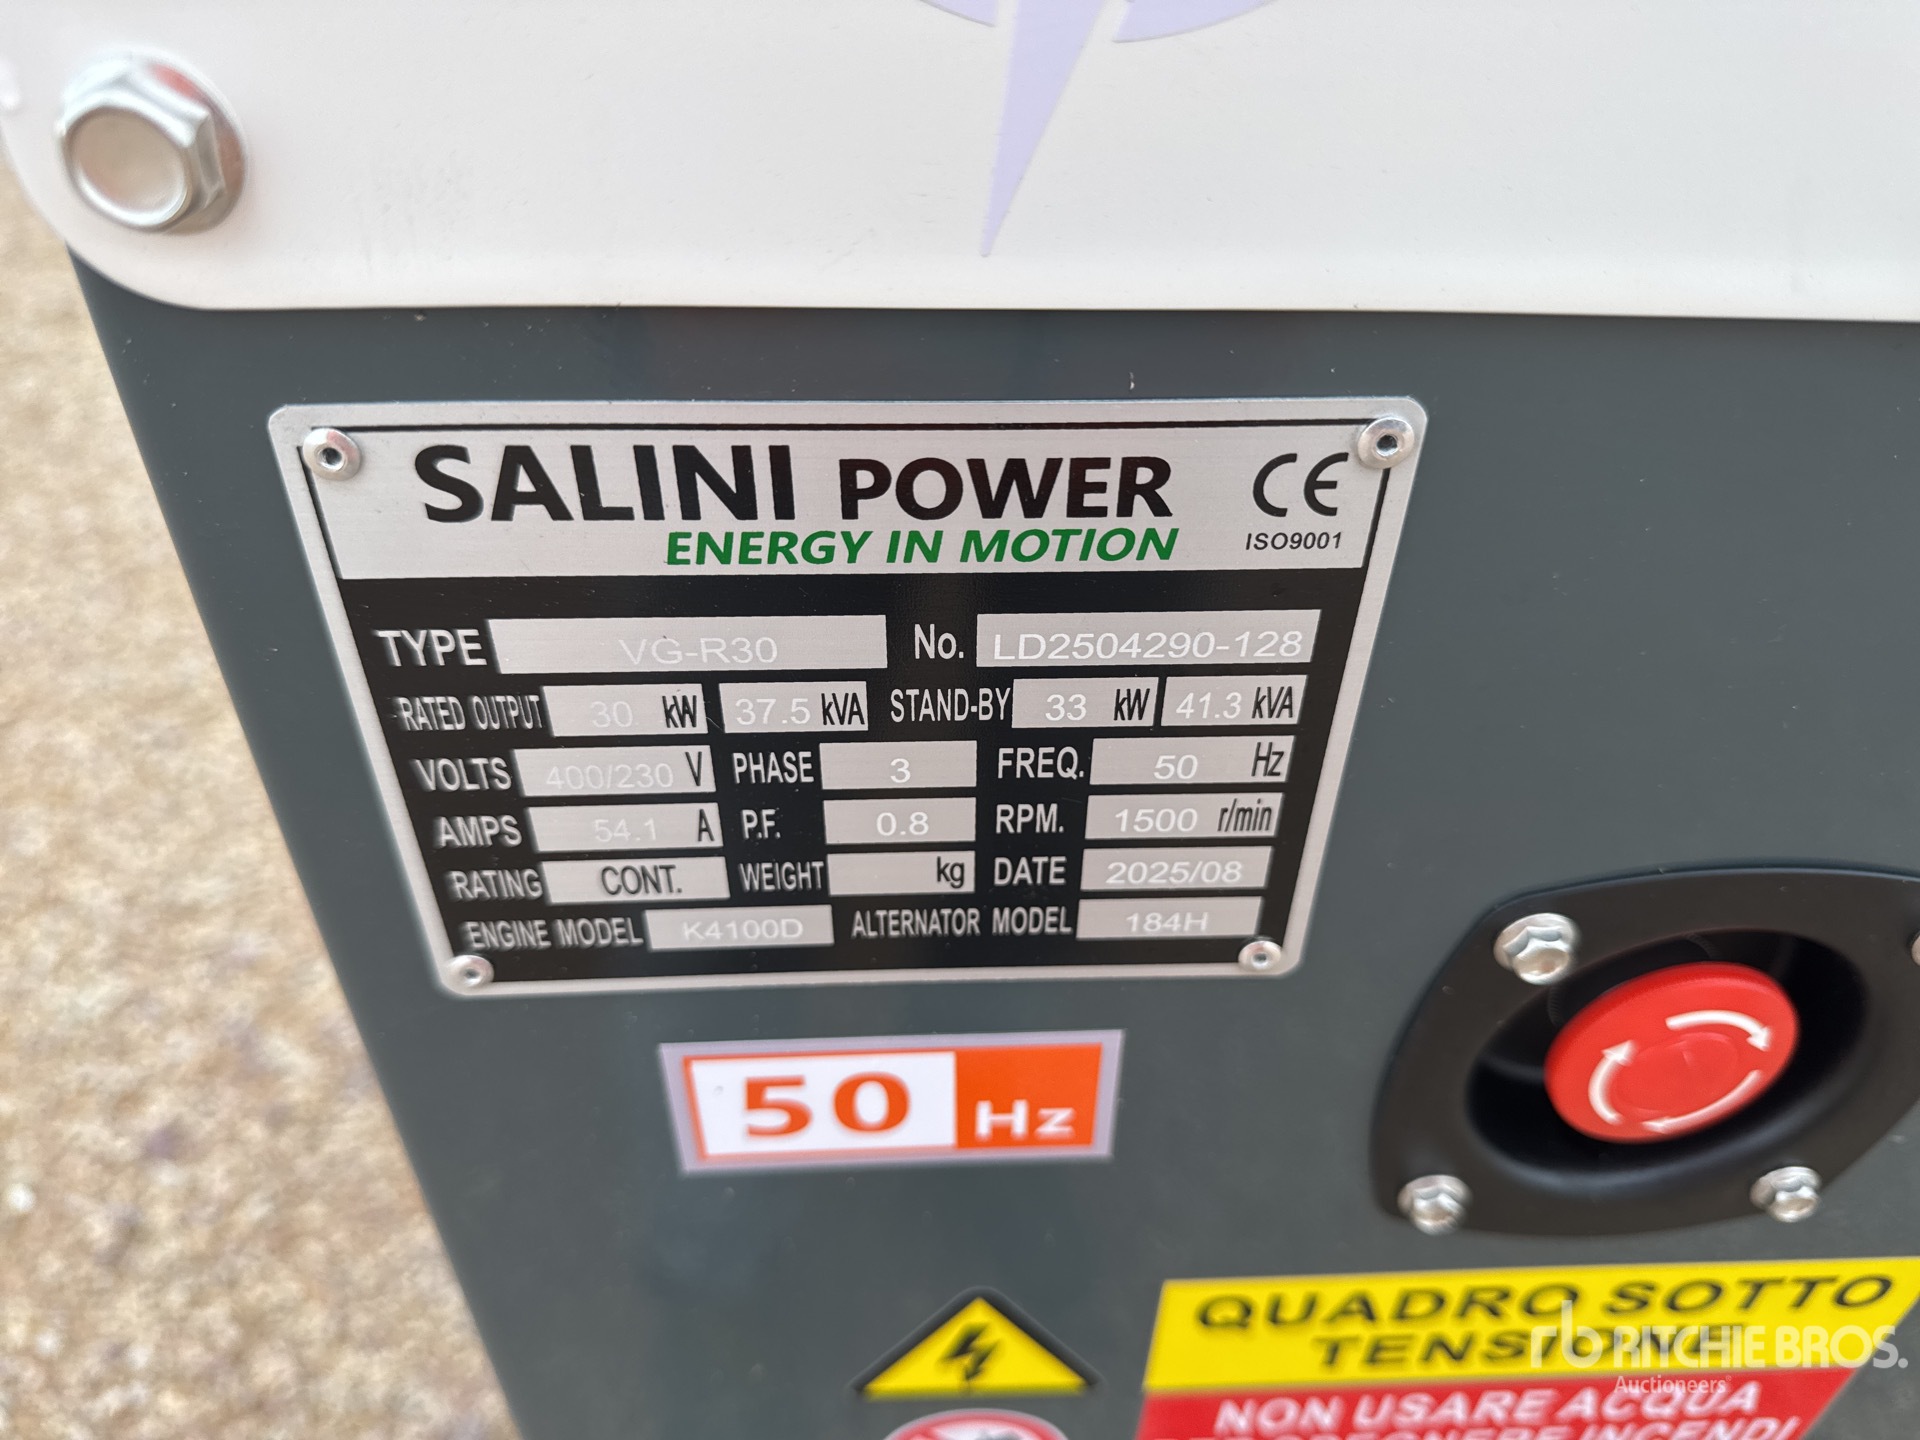 SALINI POWER CE
ENERGY IN MOTION ISO9001
TYPE VG-R30 No. LD2504290-128
RATED OUTPUT 30 kW 37.5 kVA STAND-BY 33 kW 41.3 kVA
VOLTS 400/230 V PHASE 3 FREQ. 50 Hz
AMPS 54.1 A P.F. 0.8 RPM. 1500 r/min
RATING CONT. WEIGHT kg DATE 2025/08
ENGINE MODEL K4100D ALTERNATOR MODEL 184H
50 Hz
QUADRO SOTTO
TENSIONE
rb RITCHIE BROS.
Auctioneers
NON USARE ACQUA
INCENDI